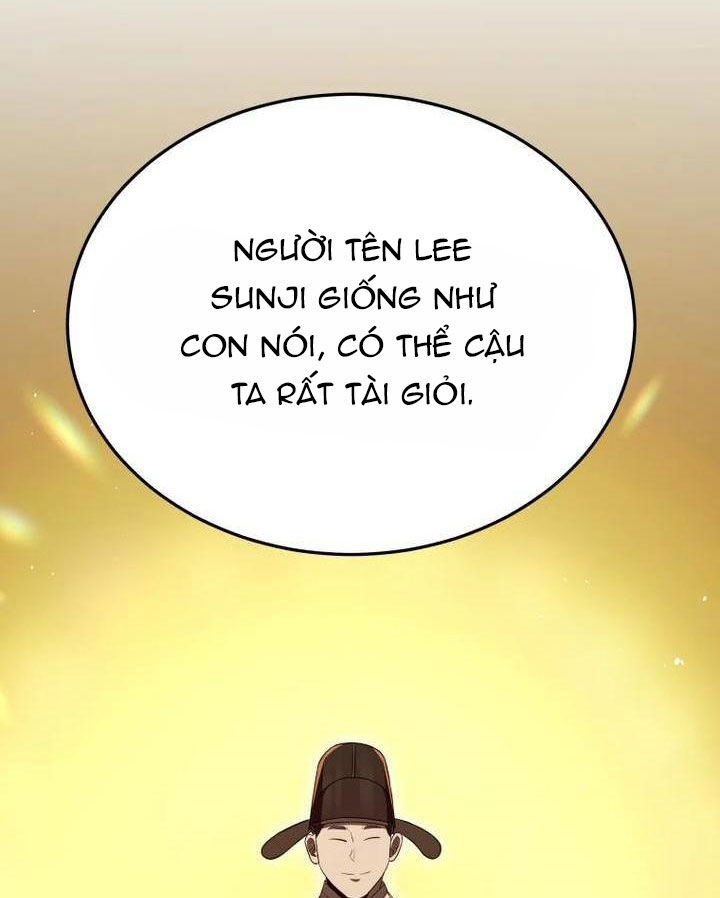 NGƯỜI TÊN LEE
SUNJI GIỐNG NHƯ
CON NÓI, CÓ THỂ CẬU
TA RẤT TÀI GIỎI.